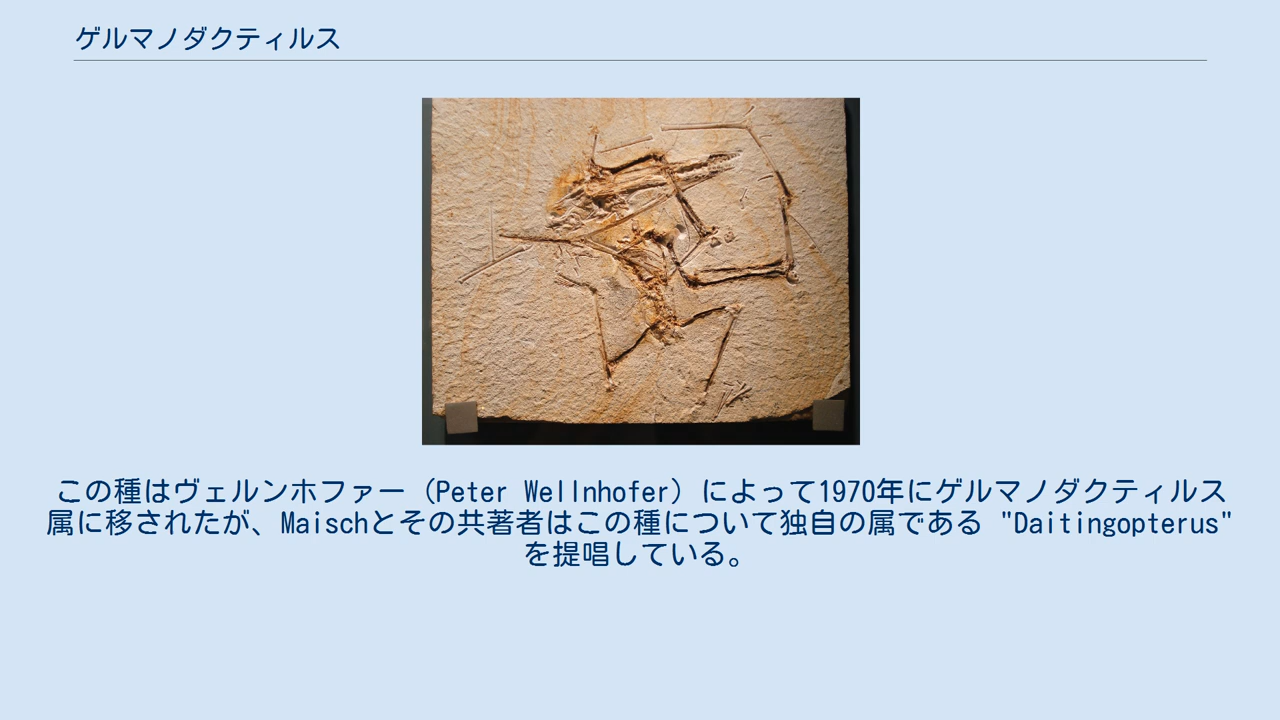 ゲルマノダクティルス
この種はヴェルンホファー（Peter Wellnhofer）によって1970年にゲルマノダクティルス
属に移されたが、Maischとその共著者はこの種について独自の属である "Daitingopterus"
を提唱している。